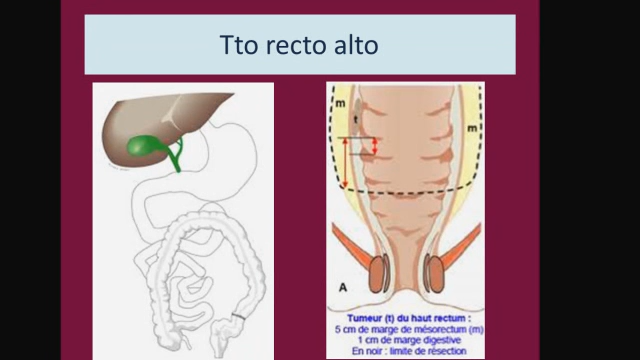 Tto recto alto
m
t
m
A
Tumeur (t) du haut rectum :
5 cm de marge de mésorectum (m)
1 cm de marge digestive
En noir : limite de résection